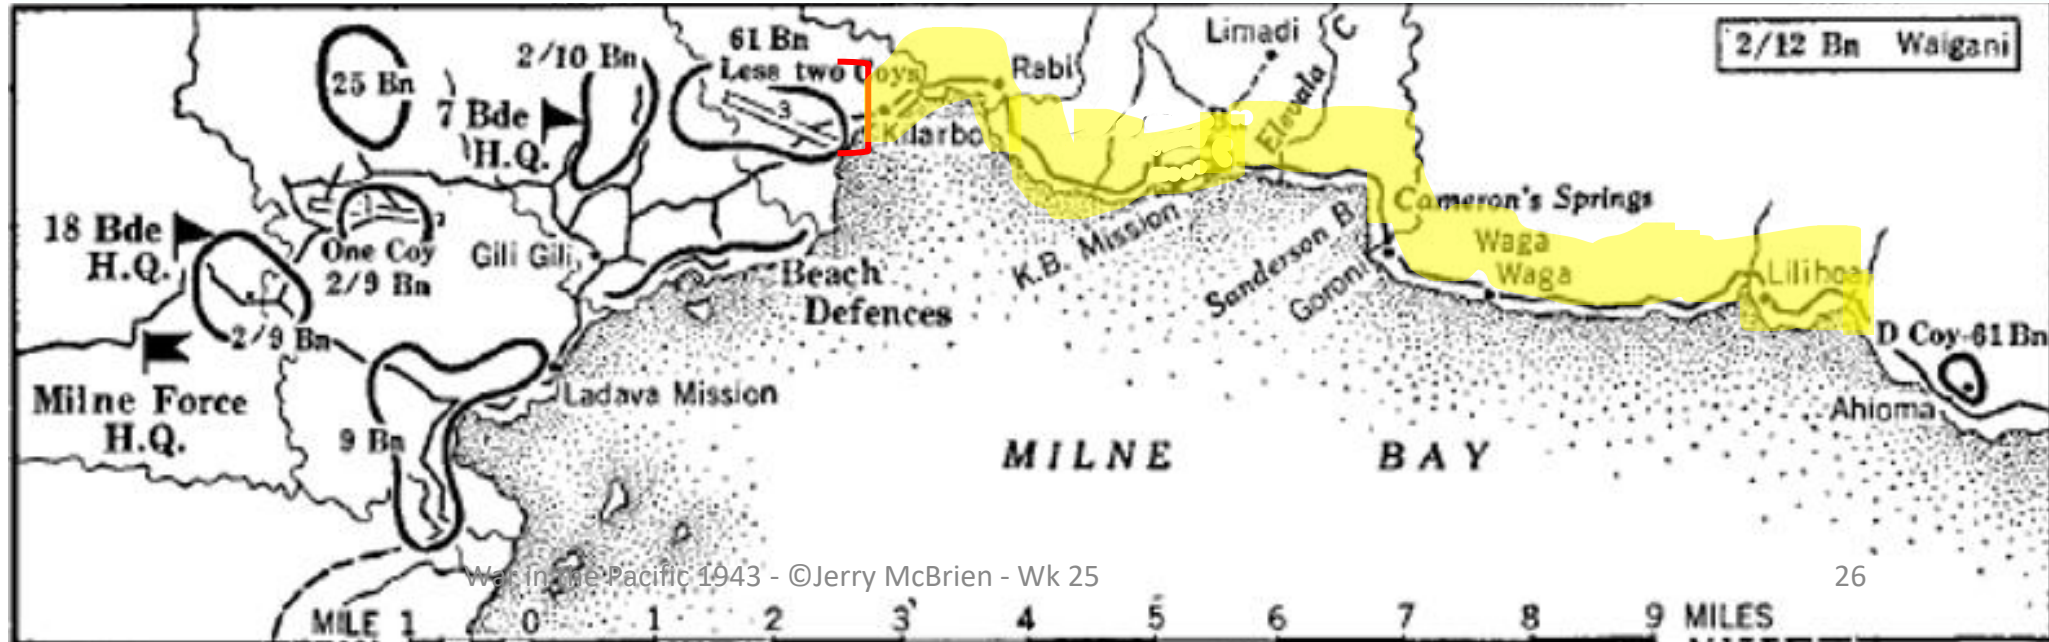 61 Bn
Less two Coys
2/10 Bn
25 Bn
7 Bde
H.Q.
3
Rabi
Kilarbo
Limadi
Elevala C
2/12 Bn Waigani
18 Bde
H.Q.
1
2
One Coy
2/9 Bn
Gili Gili
Beach
Defences
K.B. Mission
Sanderson B.
Goroni
Cameron's Springs
Waga
Waga
Lilihoa
D Coy-61 Bn
Ahioma
2/9 Bn
Milne Force
H.Q.
9 Bn
Ladava Mission
MILNE BAY
War in the Pacific 1943 - ©Jerry McBrien - Wk 25
26
MILE 1 0 1 2 3 4 5 6 7 8 9 MILES